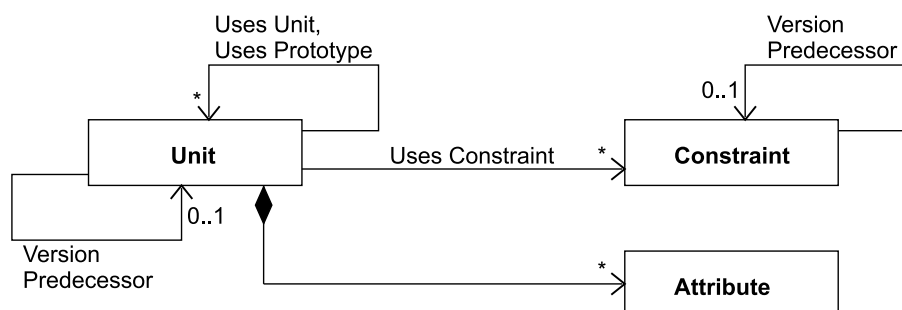 Uses Unit,
Uses Prototype
*
Version
Predecessor
0..1
Unit
Uses Constraint
*
Constraint
0..1
Version
Predecessor
*
Attribute